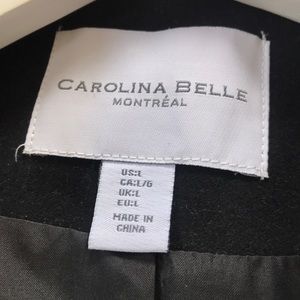 CAROLINA BELLE
MONTRÉAL
US:L
CA:L/G
UK:L
EU:L
MADE IN
CHINA